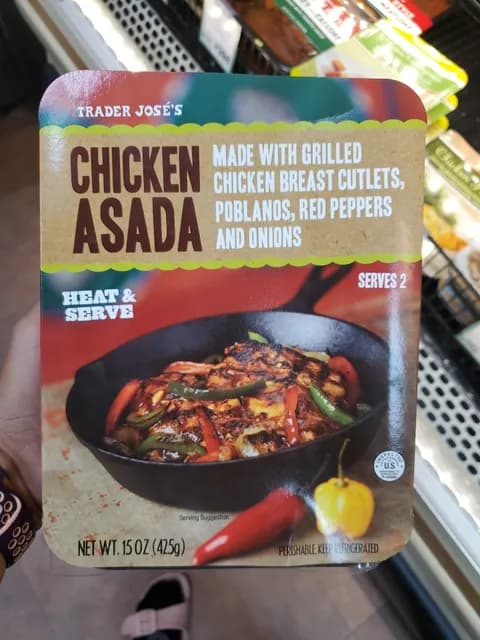 TRADER JOSÉ'S
CHICKEN
ASADA
MADE WITH GRILLED
CHICKEN BREAST CUTLETS,
POBLANOS, RED PEPPERS
AND ONIONS
SERVES 2
HEAT &
SERVE
U.S.
Serving Suggestion
NET WT. 15 OZ (425g)
PERISHABLE, KEEP REFRIGERATED